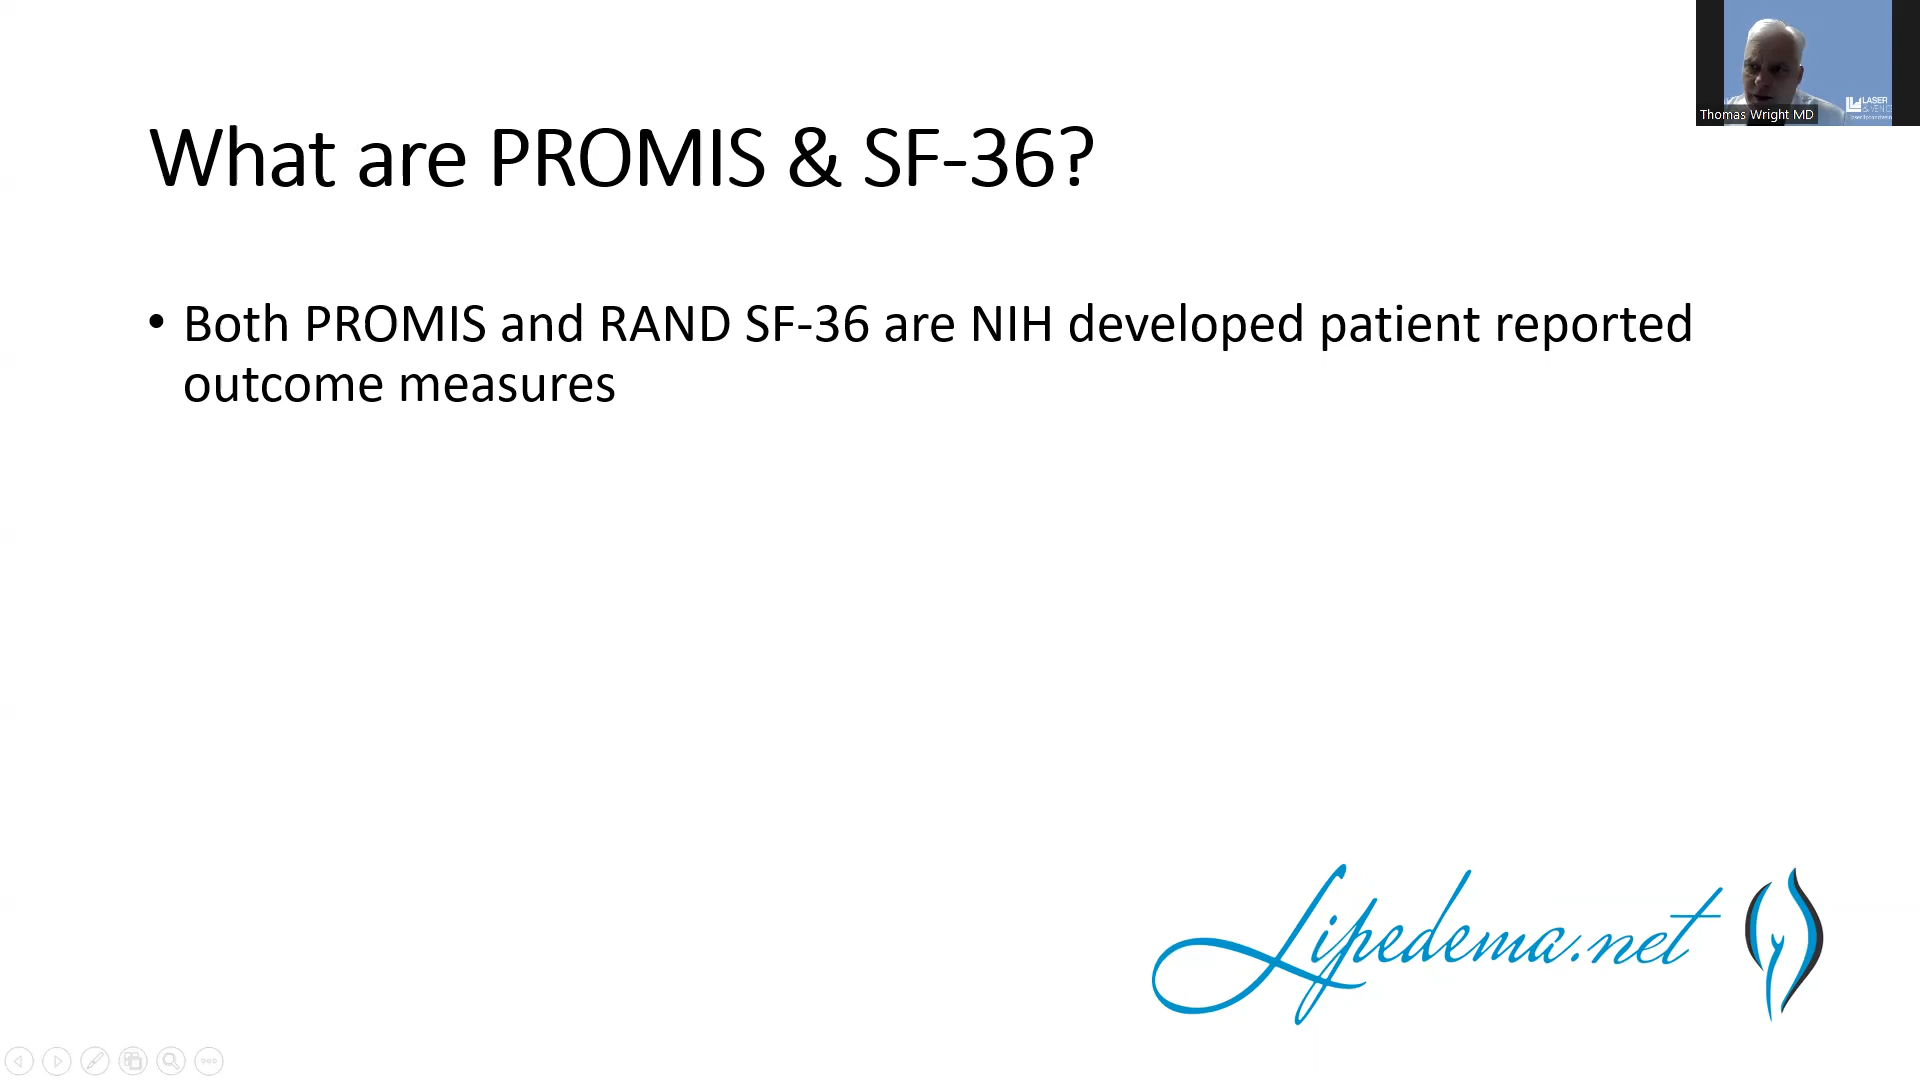 What are PROMIS & SF-36?
• Both PROMIS and RAND SF-36 are NIH developed patient reported
outcome measures
Thomas Wright MD
LASER
Lipedema.net